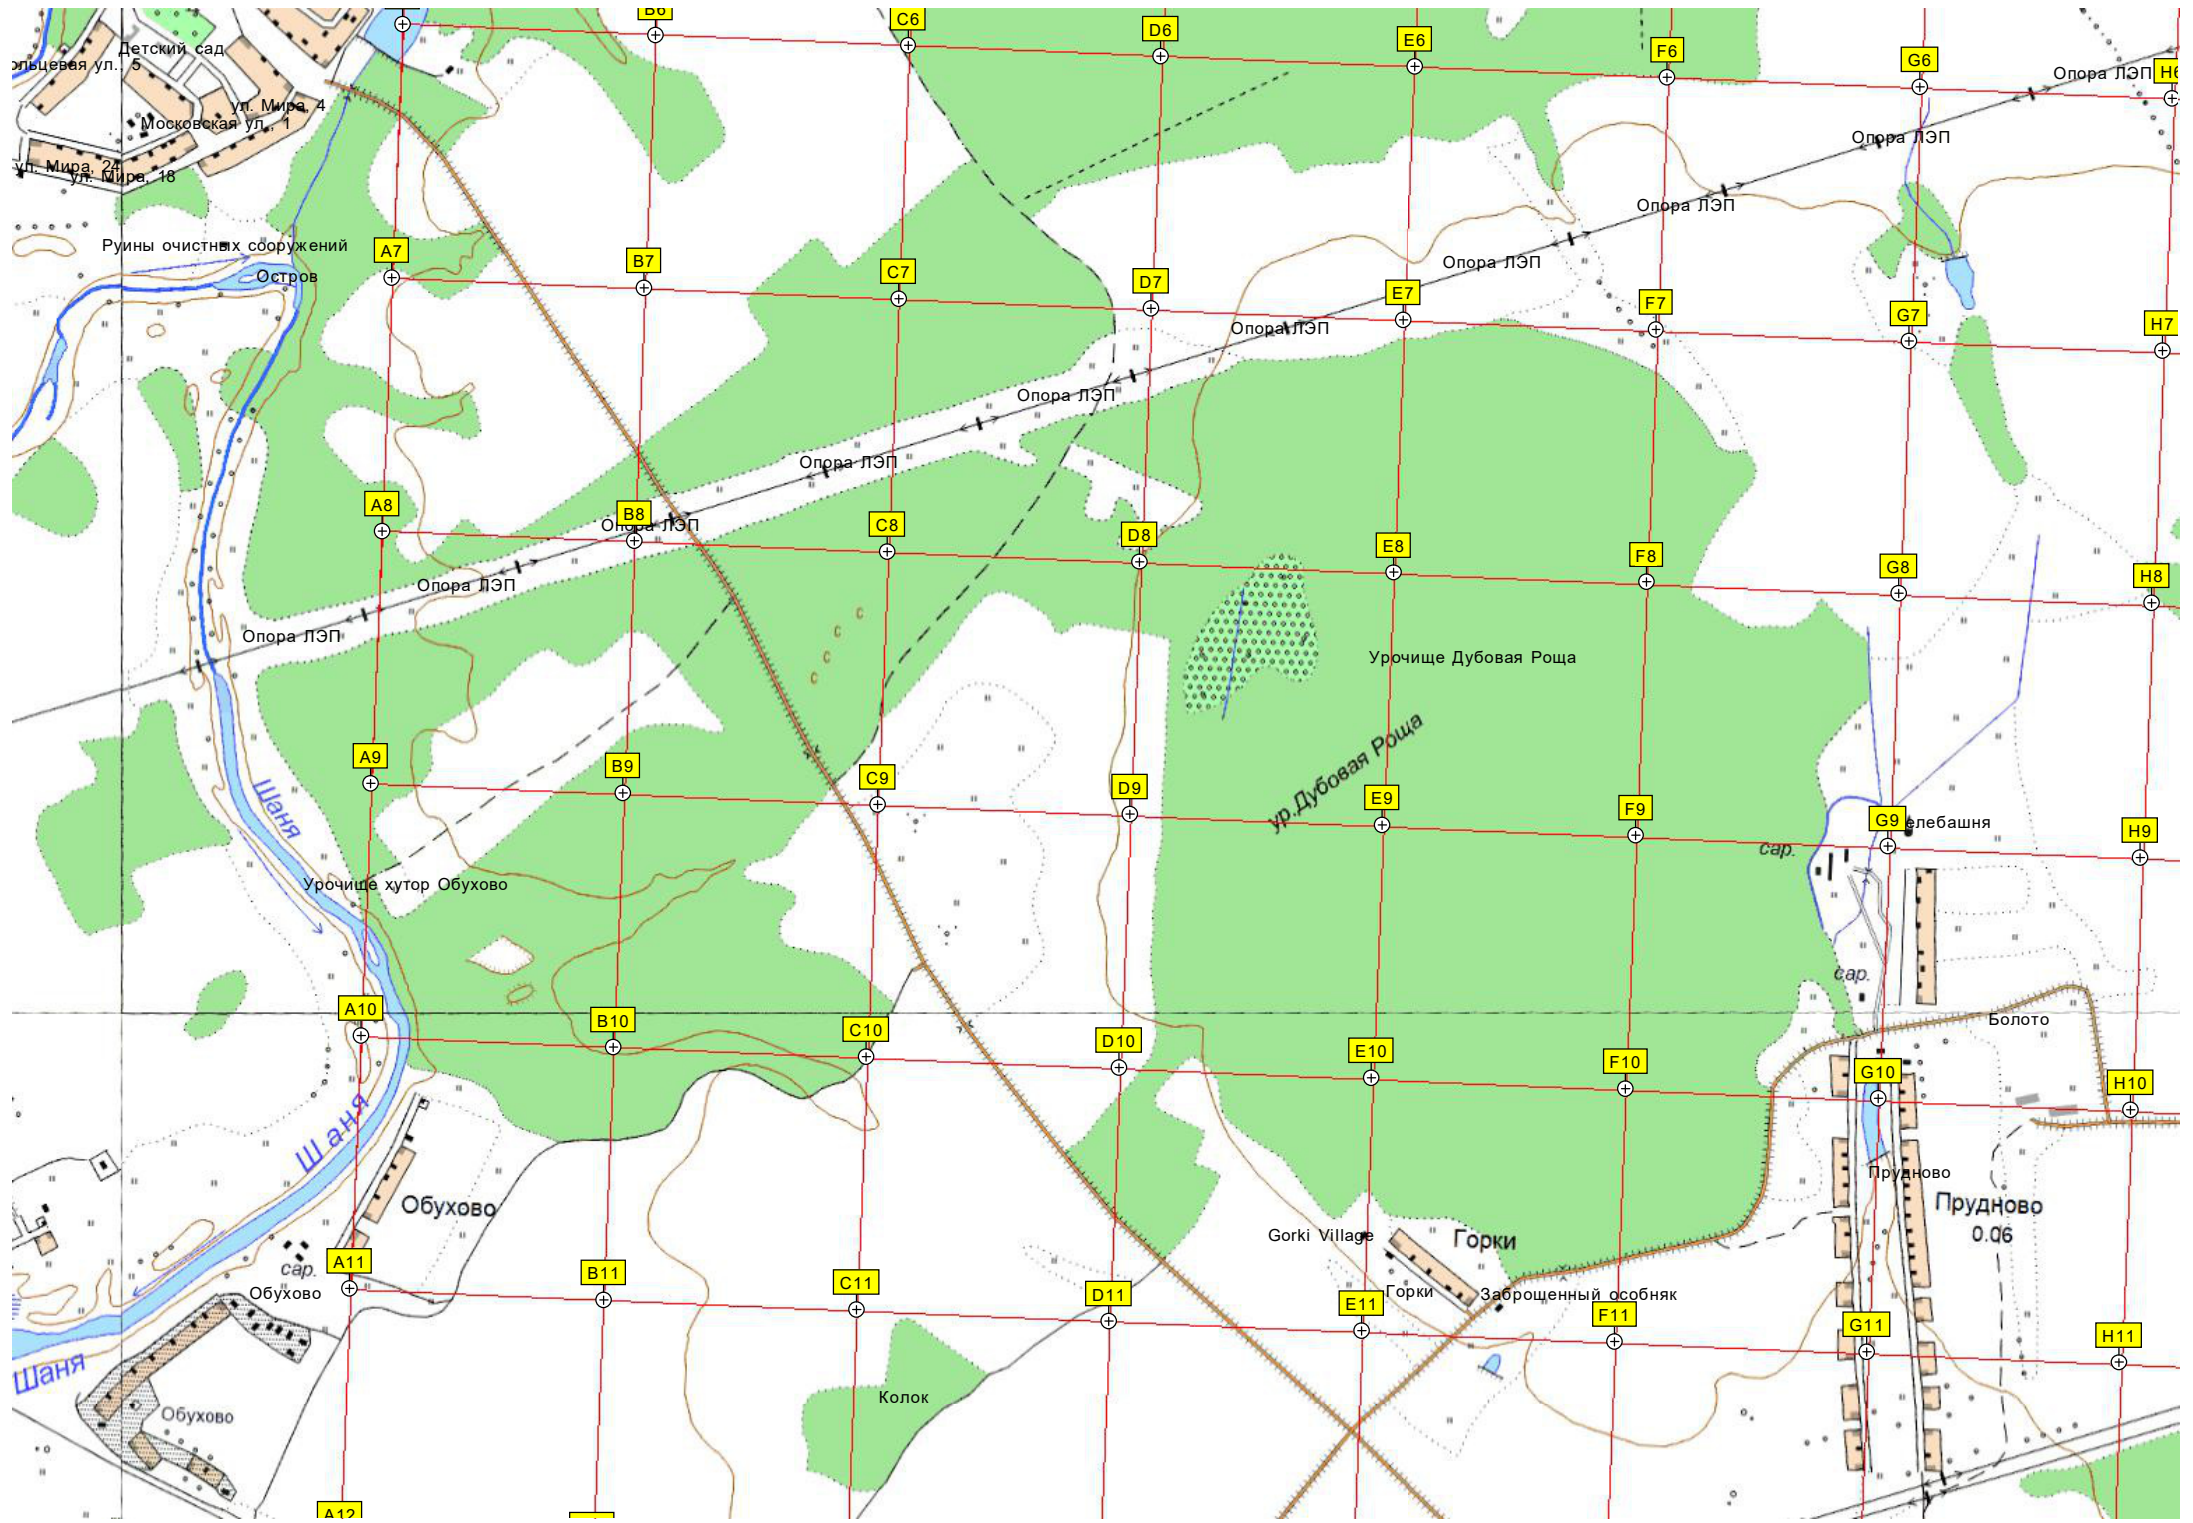 B6
C6
D6
E6
F6
G6
H6
Детский сад
ольцевая ул., 5
ул. Мира, 4
Московская ул., 1
ул. Мира, 24
ул. Мира, 18
Опора ЛЭП
Опора ЛЭП
Опора ЛЭП
Руины очистных сооружений
Остров
A7
B7
C7
D7
E7
F7
G7
H7
Опора ЛЭП
Опора ЛЭП
Опора ЛЭП
Опора ЛЭП
A8
B8
C8
D8
E8
F8
G8
H8
Опора ЛЭП
Опора ЛЭП
Опора ЛЭП
Урочище Дубовая Роща
ур.Дубовая Роща
A9
B9
C9
D9
E9
F9
G9
H9
Шаня
елебашня
сар.
Урочище хутор Обухово
сар.
Болото
A10
B10
C10
D10
E10
F10
G10
H10
Шаня
Прудново
Прудново
0.06
Обухово
Gorki Village
Горки
сар.
Обухово
Горки
Заброшенный особняк
A11
B11
C11
D11
E11
F11
G11
H11
Шаня
Колок
Обухово
A12